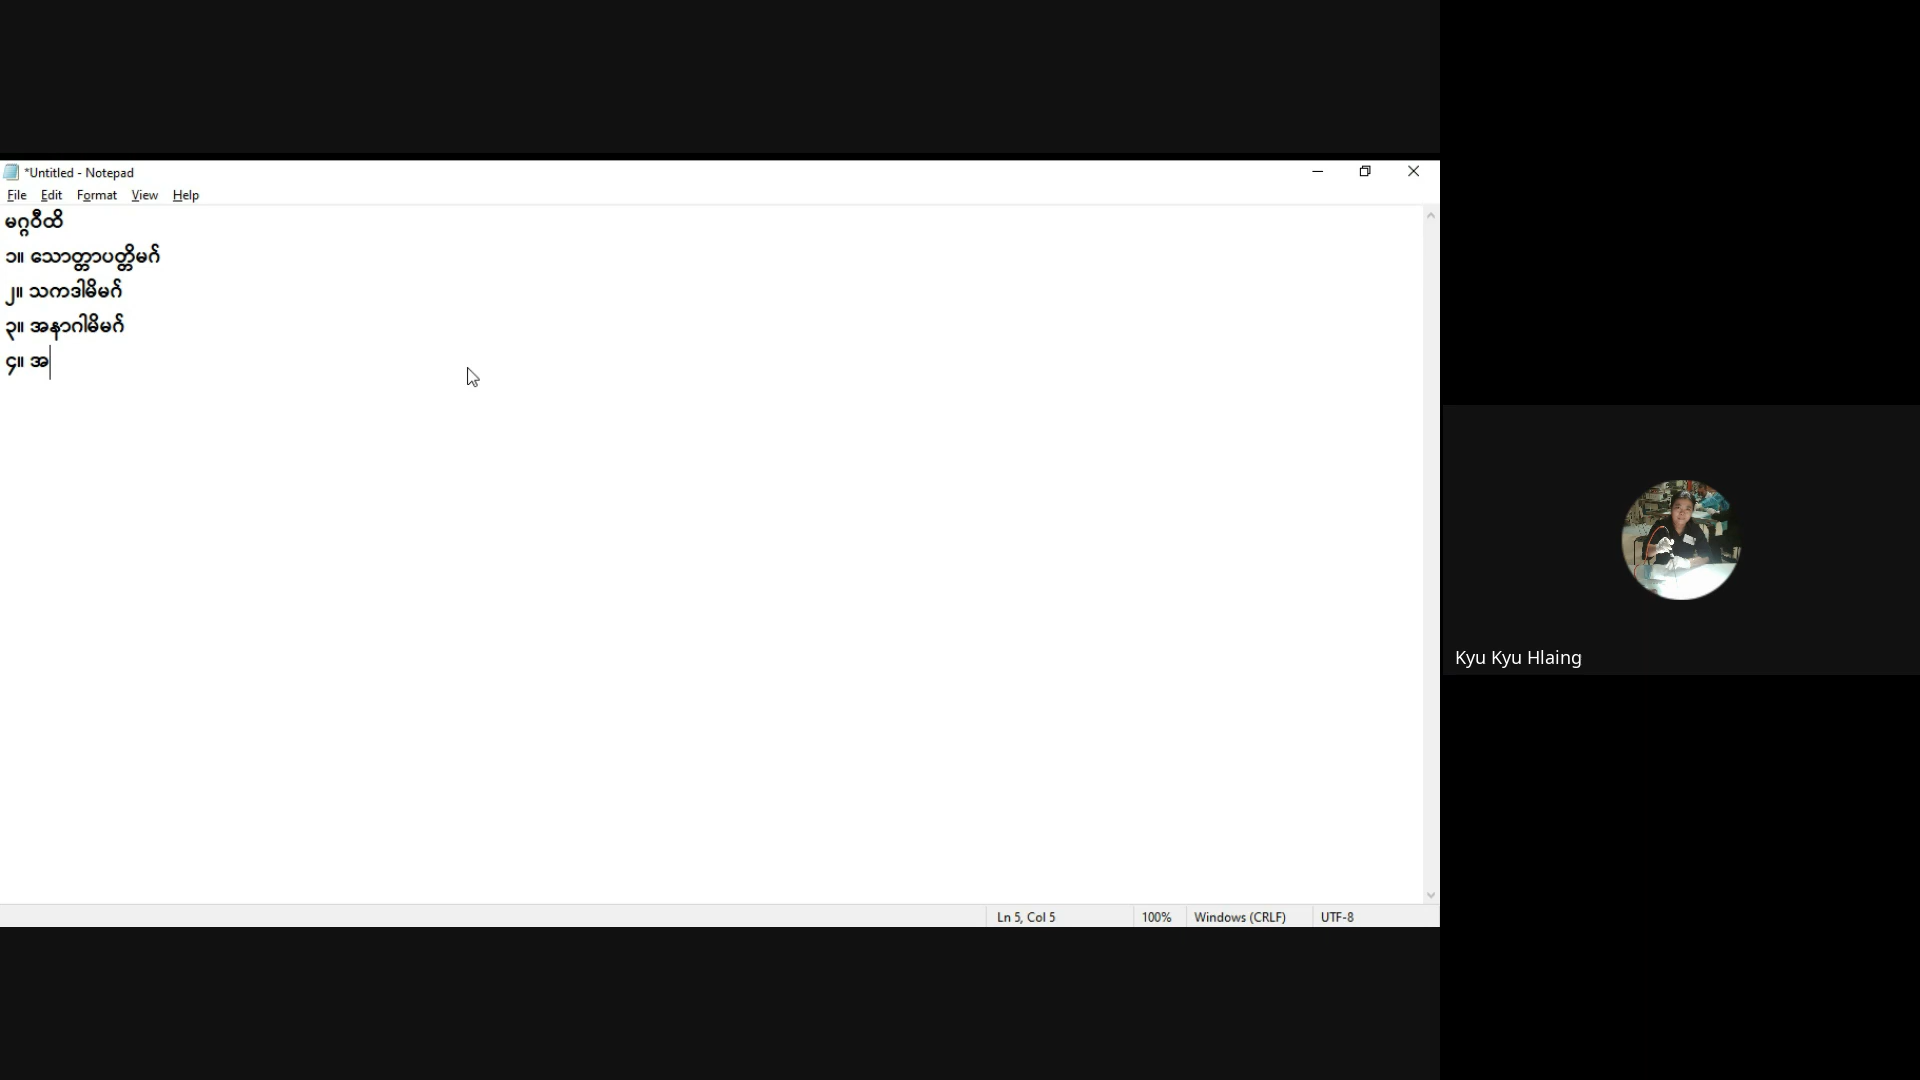 *Untitled - Notepad
File Edit Format View Help
မဂ္ဂဝီထိ
၁။ သောတ္တာပတ္တိမဂ်
၂။ သကဒါမိမဂ်
၃။ အနာဂါမိမဂ်
၄။ အ
Kyu Kyu Hlaing
Ln 5, Col 5 100% Windows (CRLF) UTF-8